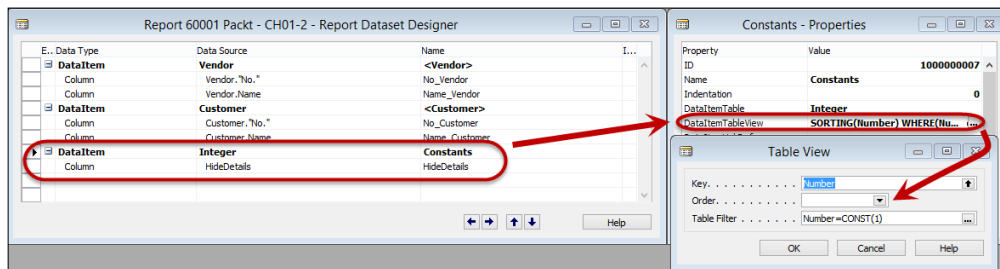 Report 60001 Packt - CH01-2 - Report Dataset Designer
E.. Data Type Data Source Name I...
DataItem Vendor <Vendor>
Column Vendor."No." No_Vendor
Column Vendor.Name Name_Vendor
DataItem Customer <Customer>
Column Customer."No." No_Customer
Column Customer.Name Name_Customer
DataItem Integer Constants
Column HideDetails HideDetails
Help
Constants - Properties
Property Value
ID 1000000007
Name Constants
Indentation 0
DataItemTable Integer
DataItemTableView SORTING(Number) WHERE(Nu... ...
Table View
Key. . . . . . . . . . . Number
Order. . . . . . . . . .
Table Filter . . . . . . . Number=CONST(1) ...
OK Cancel Help